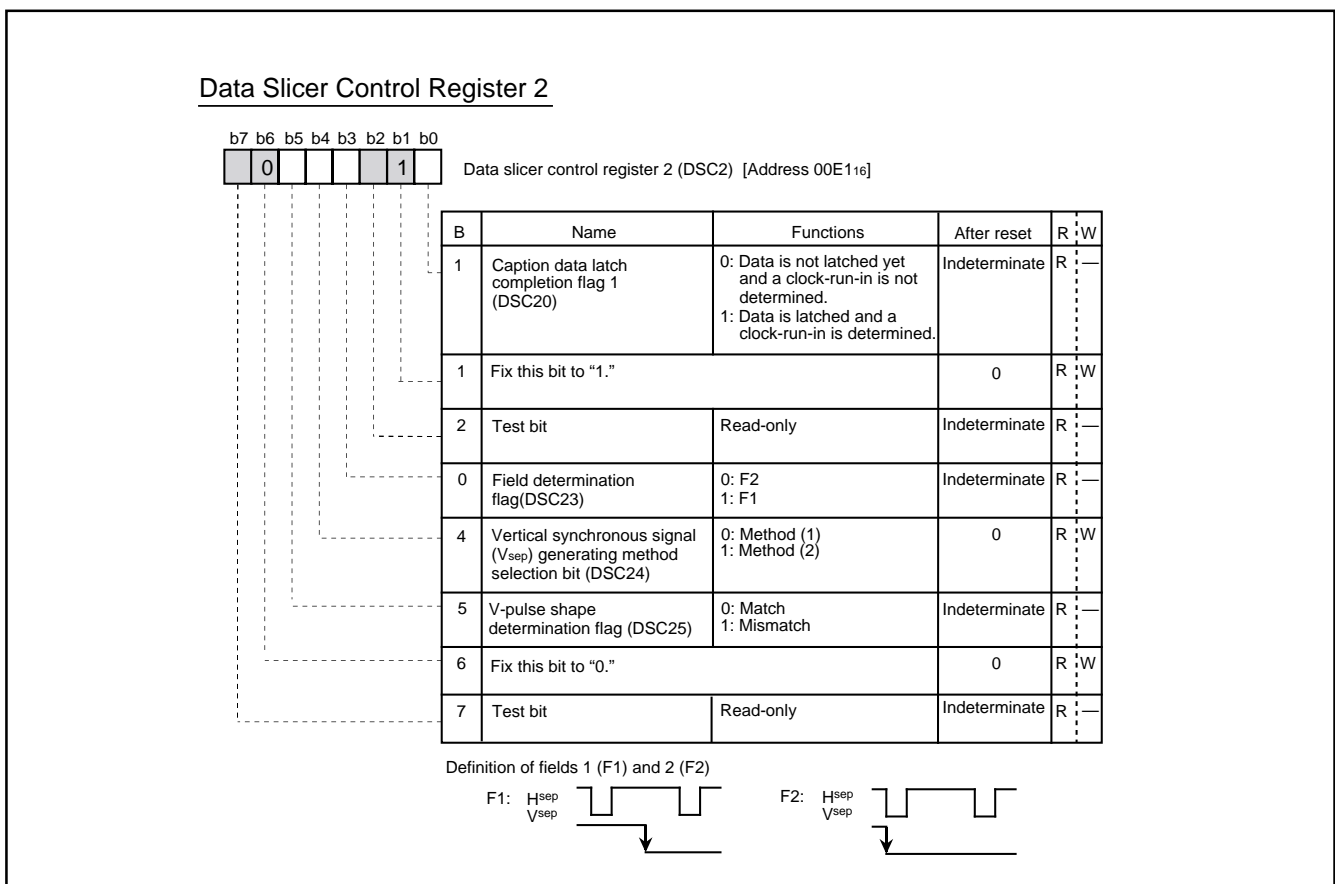 Data Slicer Control Register 2
b7 b6 b5 b4 b3 b2 b1 b0
0 1
Data slicer control register 2 (DSC2) [Address 00E116]
B Name Functions After reset R W
1 Caption data latch completion flag 1 (DSC20) 0: Data is not latched yet and a clock-run-in is not determined. 1: Data is latched and a clock-run-in is determined. Indeterminate R —
1 Fix this bit to “1.” 0 R W
2 Test bit Read-only Indeterminate R —
0 Field determination flag(DSC23) 0: F2 1: F1 Indeterminate R —
4 Vertical synchronous signal (Vsep) generating method selection bit (DSC24) 0: Method (1) 1: Method (2) 0 R W
5 V-pulse shape determination flag (DSC25) 0: Match 1: Mismatch Indeterminate R —
6 Fix this bit to “0.” 0 R W
7 Test bit Read-only Indeterminate R —
Definition of fields 1 (F1) and 2 (F2)
F1: Hsep
Vsep
F2: Hsep
Vsep